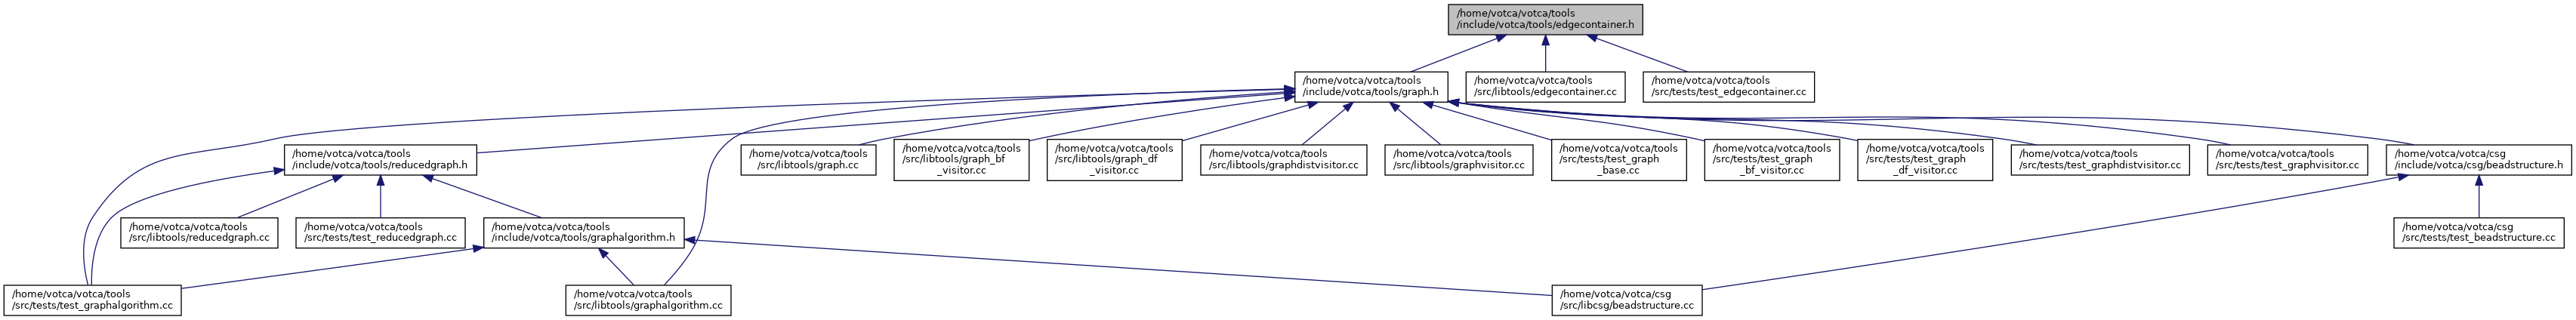 /home/votca/votca/tools
/include/votca/tools/edgecontainer.h
/home/votca/votca/tools
/include/votca/tools/graph.h
/home/votca/votca/tools
/src/libtools/edgecontainer.cc
/home/votca/votca/tools
/src/tests/test_edgecontainer.cc
/home/votca/votca/tools
/include/votca/tools/reducedgraph.h
/home/votca/votca/tools
/src/libtools/graph.cc
/home/votca/votca/tools
/src/libtools/graph_bf
_visitor.cc
/home/votca/votca/tools
/src/libtools/graph_df
_visitor.cc
/home/votca/votca/tools
/src/libtools/graphdistvisitor.cc
/home/votca/votca/tools
/src/libtools/graphvisitor.cc
/home/votca/votca/tools
/src/tests/test_graph
_base.cc
/home/votca/votca/tools
/src/tests/test_graph
_bf_visitor.cc
/home/votca/votca/tools
/src/tests/test_graph
_df_visitor.cc
/home/votca/votca/tools
/src/tests/test_graphdistvisitor.cc
/home/votca/votca/tools
/src/tests/test_graphvisitor.cc
/home/votca/votca/csg
/include/votca/csg/beadstructure.h
/home/votca/votca/tools
/src/libtools/reducedgraph.cc
/home/votca/votca/tools
/src/tests/test_reducedgraph.cc
/home/votca/votca/tools
/include/votca/tools/graphalgorithm.h
/home/votca/votca/csg
/src/tests/test_beadstructure.cc
/home/votca/votca/tools
/src/tests/test_graphalgorithm.cc
/home/votca/votca/tools
/src/libtools/graphalgorithm.cc
/home/votca/votca/csg
/src/libcsg/beadstructure.cc